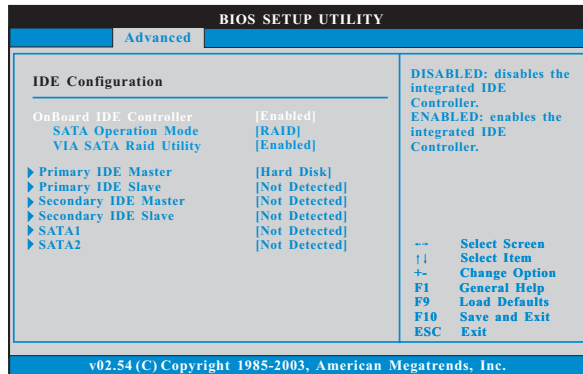 BIOS SETUP UTILITY
Advanced
IDE Configuration
OnBoard IDE Controller [Enabled]
SATA Operation Mode [RAID]
VIA SATA Raid Utility [Enabled]
Primary IDE Master [Hard Disk]
Primary IDE Slave [Not Detected]
Secondary IDE Master [Not Detected]
Secondary IDE Slave [Not Detected]
SATA1 [Not Detected]
SATA2 [Not Detected]
DISABLED: disables the
integrated IDE
Controller.
ENABLED: enables the
integrated IDE
Controller.
←→ Select Screen
↑↓ Select Item
+- Change Option
F1 General Help
F9 Load Defaults
F10 Save and Exit
ESC Exit
v02.54 (C) Copyright 1985-2003, American Megatrends, Inc.